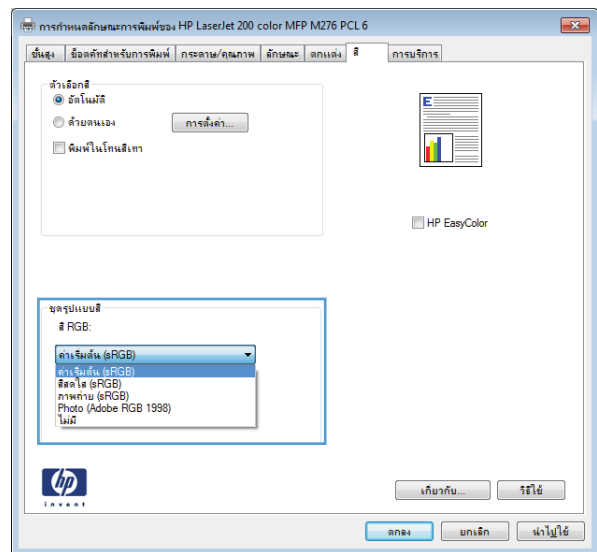 การกำหนดลักษณะการพิมพ์ของ HP LaserJet 200 color MFP M276 PCL 6
ขั้นสูง ช็อตคัทสำหรับการพิมพ์ กระดาษ/คุณภาพ ลักษณะ ตกแต่ง สี การบริการ
ตัวเลือกสี
อัตโนมัติ
ด้วยตนเอง การตั้งค่า...
พิมพ์ในโทนสีเทา
E
HP EasyColor
ชุดรูปแบบสี
สี RGB:
ค่าเริ่มต้น (sRGB)
ค่าเริ่มต้น (sRGB)
สีสดใส (sRGB)
ภาพถ่าย (sRGB)
Photo (Adobe RGB 1998)
ไม่มี
hp
invent
เกี่ยวกับ... วิธีใช้
ตกลง ยกเลิก นำไปใช้